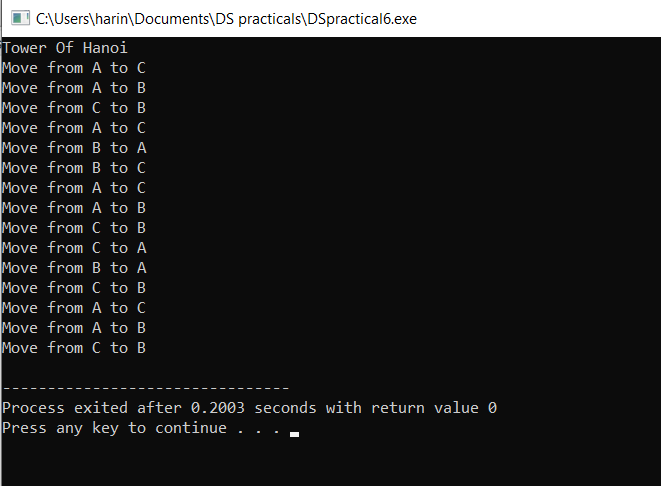 C:\Users\harin\Documents\DS practicals\DSpractical6.exe
Tower Of Hanoi
Move from A to C
Move from A to B
Move from C to B
Move from A to C
Move from B to A
Move from B to C
Move from A to C
Move from A to B
Move from C to B
Move from C to A
Move from B to A
Move from C to B
Move from A to C
Move from A to B
Move from C to B
--------------------------------
Process exited after 0.2003 seconds with return value 0
Press any key to continue . . .